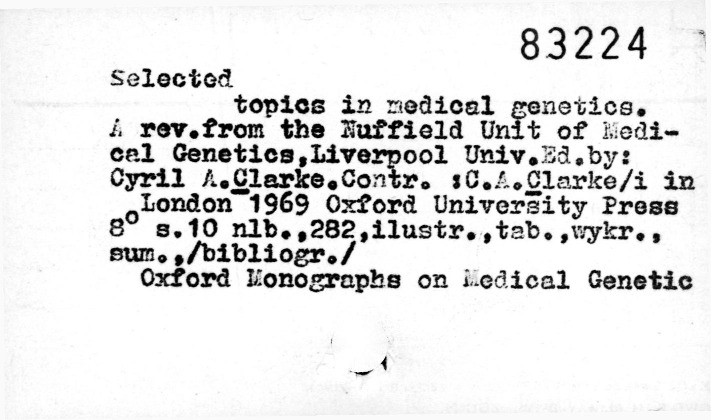 83224
Selected
topics in medical genetics.
A rev.from the Nuffield Unit of Medi-
cal Genetics,Liverpool Univ.Ed.by:
Cyril A.Clarke.Contr. :C.A.Clarke/i in
London 1969 Oxford University Press
8° s.10 nlb.,282,ilustr.,tab.,wykr.,
sum.,/bibliogr./
Oxford Monographs on Medical Genetic